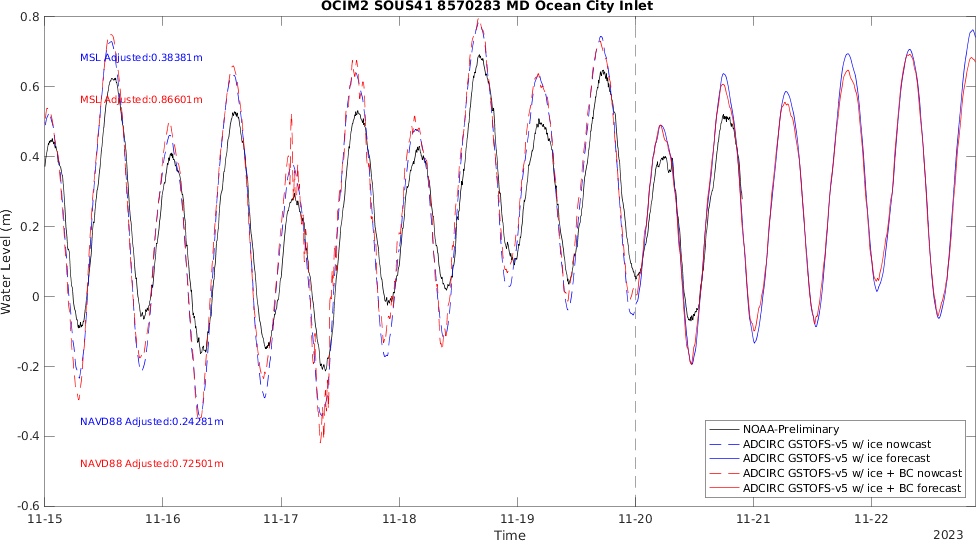 OCIM2 SOUS41 8570283 MD Ocean City Inlet
0.8
MSL Adjusted:0.38381m
0.6
MSL Adjusted:0.86601m
0.4
0.2
Water Level (m)
0
-0.2
NAVD88 Adjusted:0.24281m
-0.4
NAVD88 Adjusted:0.72501m
-0.6
NOAA-Preliminary
ADCIRC GSTOFS-v5 w/ ice nowcast
ADCIRC GSTOFS-v5 w/ ice forecast
ADCIRC GSTOFS-v5 w/ ice + BC nowcast
ADCIRC GSTOFS-v5 w/ ice + BC forecast
11-15 11-16 11-17 11-18 11-19 11-20 11-21 11-22
Time
2023